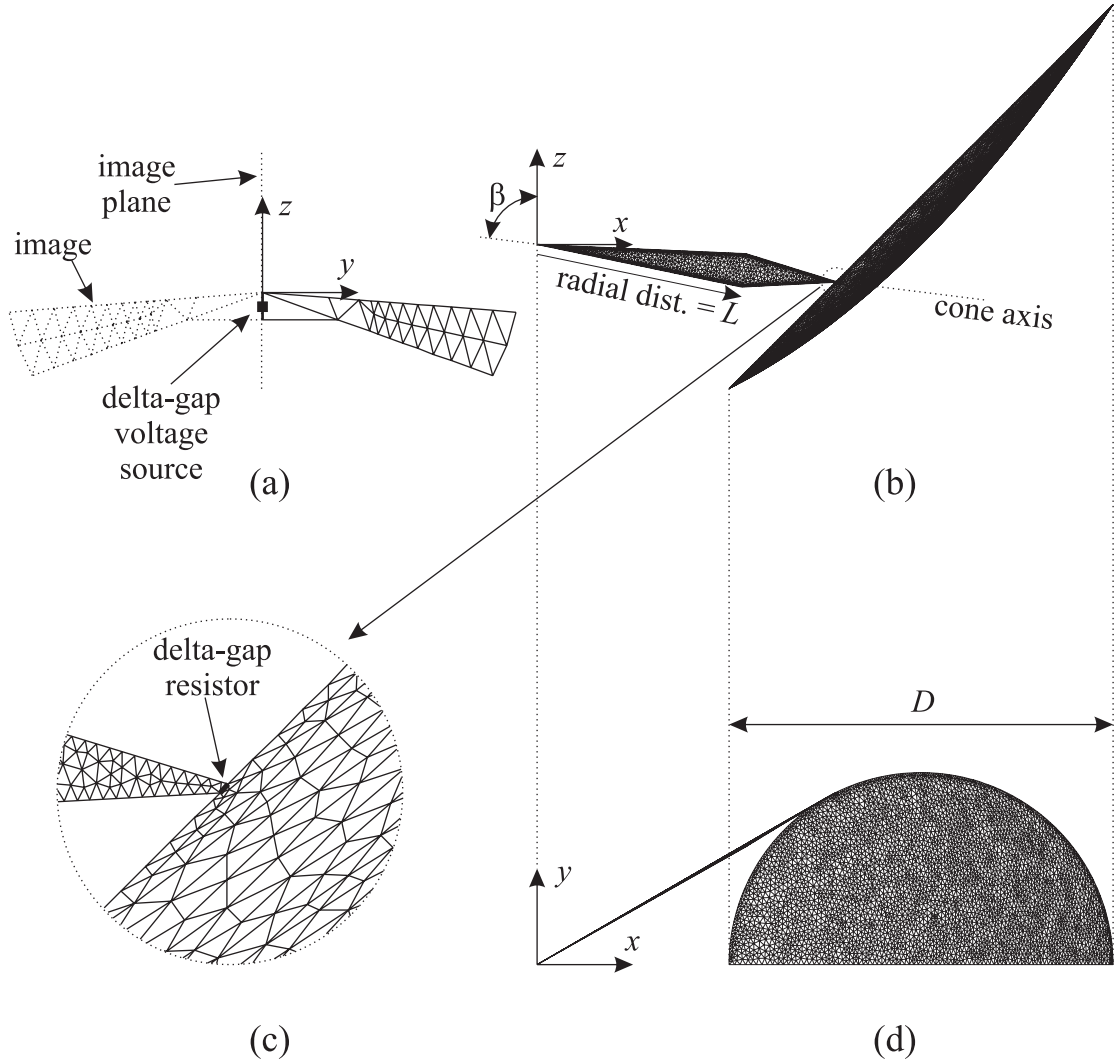 image
plane
z
image
y
delta-gap
voltage
source
(a)
z
β
x
radial dist. = L
cone axis
(b)
delta-gap
resistor
(c)
D
y
x
(d)